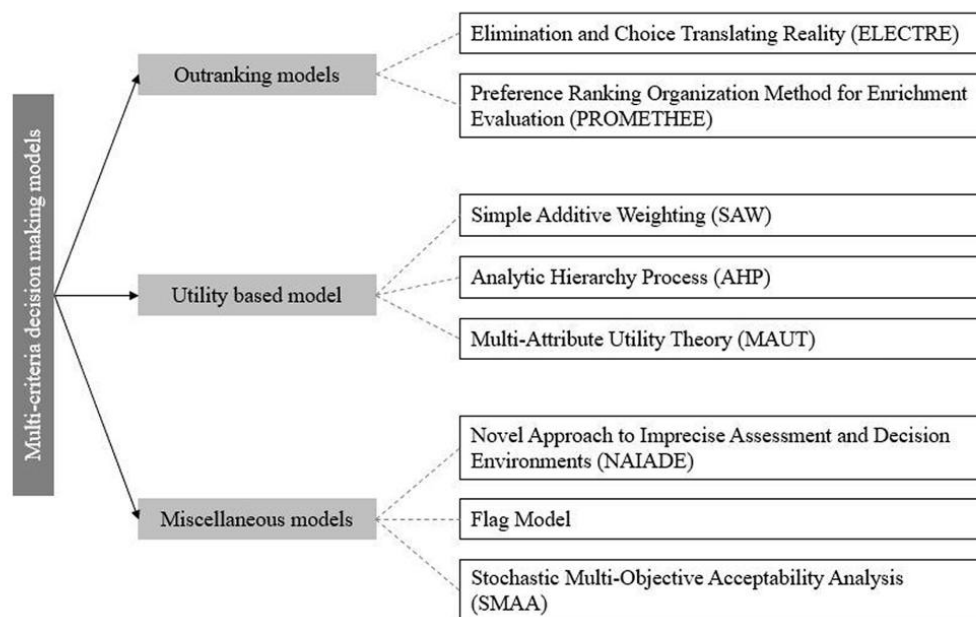 Multi-criteria decision making models
Outranking models
Elimination and Choice Translating Reality (ELECTRE)
Preference Ranking Organization Method for Enrichment
Evaluation (PROMETHEE)
Utility based model
Simple Additive Weighting (SAW)
Analytic Hierarchy Process (AHP)
Multi-Attribute Utility Theory (MAUT)
Miscellaneous models
Novel Approach to Imprecise Assessment and Decision
Environments (NAIADE)
Flag Model
Stochastic Multi-Objective Acceptability Analysis
(SMAA)